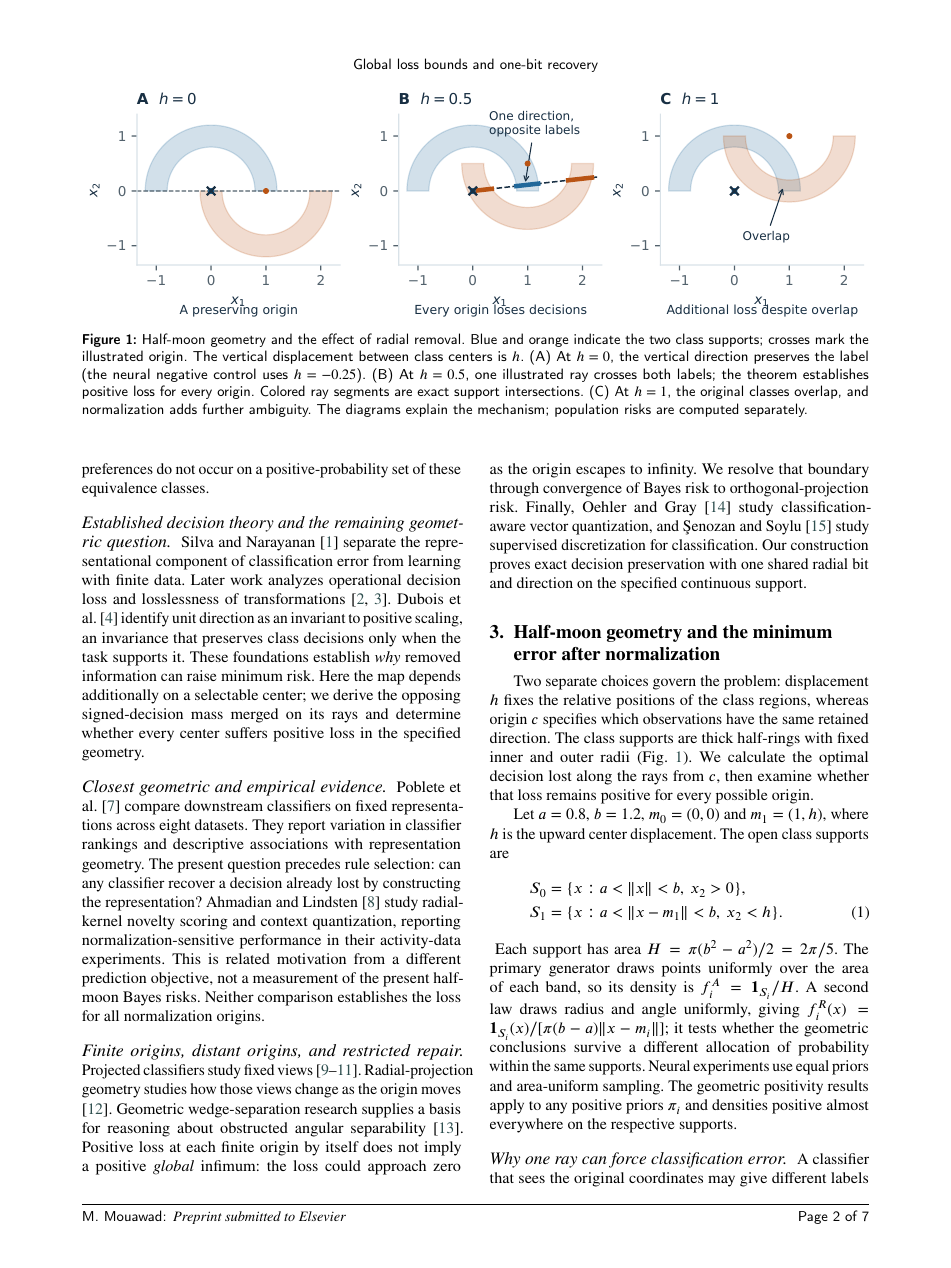 Global loss bounds and one-bit recovery
A h = 0
1
0
−1
x₂
−1 0 1 2
x₁
A preserving origin
B h = 0.5
One direction,
opposite labels
1
0
−1
x₂
−1 0 1 2
x₁
Every origin loses decisions
C h = 1
1
0
−1
x₂
Overlap
−1 0 1 2
x₁
Additional loss despite overlap
Figure 1: Half-moon geometry and the effect of radial removal. Blue and orange indicate the two class supports; crosses mark the
illustrated origin. The vertical displacement between class centers is h. (A) At h = 0, the vertical direction preserves the label
(the neural negative control uses h = −0.25). (B) At h = 0.5, one illustrated ray crosses both labels; the theorem establishes
positive loss for every origin. Colored ray segments are exact support intersections. (C) At h = 1, the original classes overlap, and
normalization adds further ambiguity. The diagrams explain the mechanism; population risks are computed separately.
preferences do not occur on a positive-probability set of these
equivalence classes.
Established decision theory and the remaining geomet-
ric question. Silva and Narayanan [1] separate the repre-
sentational component of classification error from learning
with finite data. Later work analyzes operational decision
loss and losslessness of transformations [2, 3]. Dubois et
al. [4] identify unit direction as an invariant to positive scaling,
an invariance that preserves class decisions only when the
task supports it. These foundations establish why removed
information can raise minimum risk. Here the map depends
additionally on a selectable center; we derive the opposing
signed-decision mass merged on its rays and determine
whether every center suffers positive loss in the specified
geometry.
Closest geometric and empirical evidence. Poblete et
al. [7] compare downstream classifiers on fixed representa-
tions across eight datasets. They report variation in classifier
rankings and descriptive associations with representation
geometry. The present question precedes rule selection: can
any classifier recover a decision already lost by constructing
the representation? Ahmadian and Lindsten [8] study radial-
kernel novelty scoring and context quantization, reporting
normalization-sensitive performance in their activity-data
experiments. This is related motivation from a different
prediction objective, not a measurement of the present half-
moon Bayes risks. Neither comparison establishes the loss
for all normalization origins.
Finite origins, distant origins, and restricted repair.
Projected classifiers study fixed views [9–11]. Radial-projection
geometry studies how those views change as the origin moves
[12]. Geometric wedge-separation research supplies a basis
for reasoning about obstructed angular separability [13].
Positive loss at each finite origin by itself does not imply
a positive global infimum: the loss could approach zero
as the origin escapes to infinity. We resolve that boundary
through convergence of Bayes risk to orthogonal-projection
risk. Finally, Oehler and Gray [14] study classification-
aware vector quantization, and Şenozan and Soylu [15] study
supervised discretization for classification. Our construction
proves exact decision preservation with one shared radial bit
and direction on the specified continuous support.
3. Half-moon geometry and the minimum
error after normalization
Two separate choices govern the problem: displacement
h fixes the relative positions of the class regions, whereas
origin c specifies which observations have the same retained
direction. The class supports are thick half-rings with fixed
inner and outer radii (Fig. 1). We calculate the optimal
decision lost along the rays from c, then examine whether
that loss remains positive for every possible origin.
Let a = 0.8, b = 1.2, m₀ = (0, 0) and m₁ = (1, h), where
h is the upward center displacement. The open class supports
are
S₀ = {x : a < ‖x‖ < b, x₂ > 0},
S₁ = {x : a < ‖x − m₁‖ < b, x₂ < h}. (1)
Each support has area H = π(b² − a²)/2 = 2π/5. The
primary generator draws points uniformly over the area
of each band, so its density is f_i^A = 1_{S_i}/H. A second
law draws radius and angle uniformly, giving f_i^R(x) =
1_{S_i}(x)/[π(b − a)‖x − m_i‖]; it tests whether the geometric
conclusions survive a different allocation of probability
within the same supports. Neural experiments use equal priors
and area-uniform sampling. The geometric positivity results
apply to any positive priors π_i and densities positive almost
everywhere on the respective supports.
Why one ray can force classification error. A classifier
that sees the original coordinates may give different labels
M. Mouawad: Preprint submitted to Elsevier
Page 2 of 7